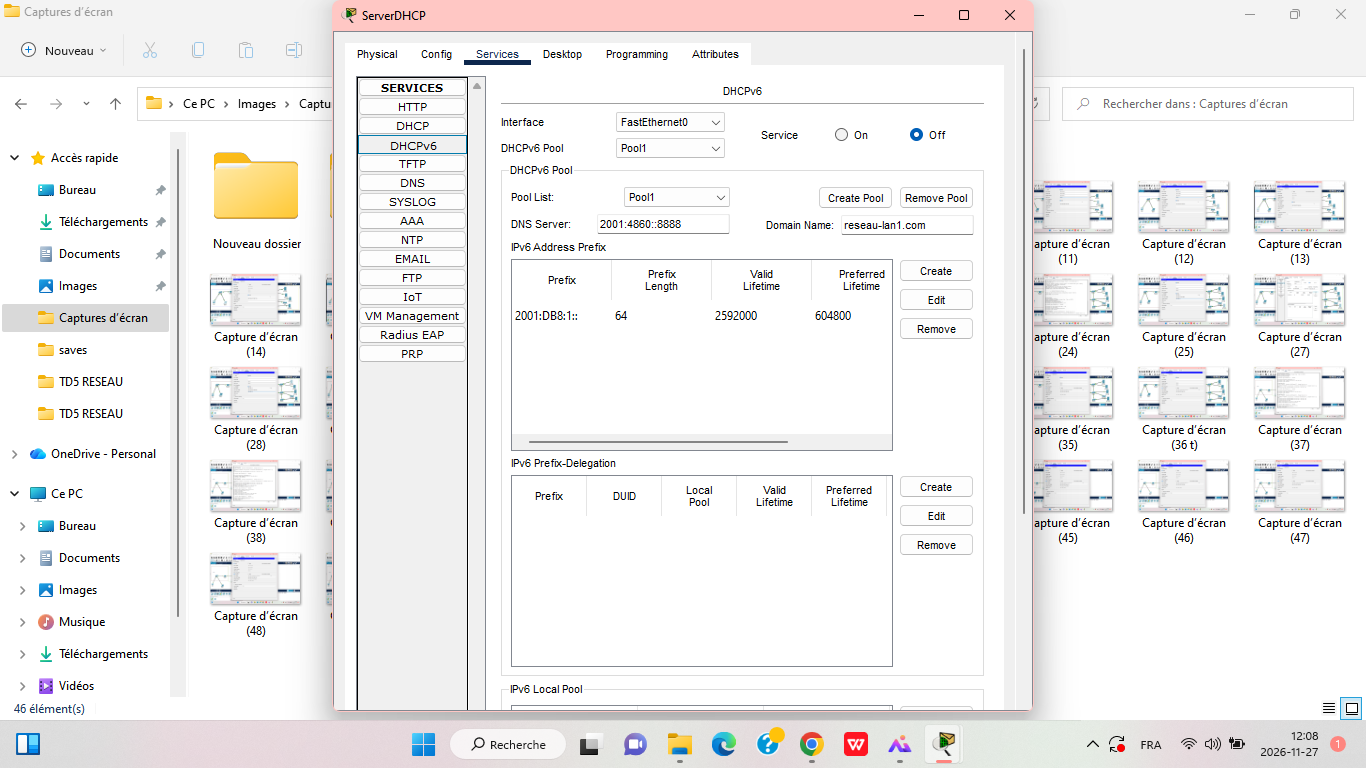 Captures d'écran
ServerDHCP
Nouveau
Physical Config Services Desktop Programming Attributes
Ce PC Images Captu
Rechercher dans : Captures d'écran
SERVICES
HTTP
DHCP
DHCPv6
TFTP
DNS
SYSLOG
AAA
NTP
EMAIL
FTP
IoT
VM Management
Radius EAP
PRP
DHCPv6
Interface FastEthernet0
Service On Off
DHCPv6 Pool Pool1
DHCPv6 Pool
Pool List: Pool1 Create Pool Remove Pool
DNS Server: 2001:4860::8888 Domain Name: reseau-lan1.com
IPv6 Address Prefix
Prefix Prefix Length Valid Lifetime Preferred Lifetime
2001:DB8:1:: 64 2592000 604800
Create
Edit
Remove
IPv6 Prefix-Delegation
Prefix DUID Local Pool Valid Lifetime Preferred Lifetime
Create
Edit
Remove
IPv6 Local Pool
Accès rapide
Bureau
Téléchargements
Documents
Images
Captures d'écran
saves
TD5 RESEAU
TD5 RESEAU
OneDrive - Personal
Ce PC
Bureau
Documents
Images
Musique
Téléchargements
Vidéos
46 élément(s)
Nouveau dossier
Capture d'écran
(14)
Capture d'écran
(28)
Capture d'écran
(38)
Capture d'écran
(48)
apture d'écran
(11)
Capture d'écran
(12)
Capture d'écran
(13)
apture d'écran
(24)
Capture d'écran
(25)
Capture d'écran
(27)
apture d'écran
(35)
Capture d'écran
(36 t)
Capture d'écran
(37)
apture d'écran
(45)
Capture d'écran
(46)
Capture d'écran
(47)
Recherche
FRA
12:08
2026-11-27
1